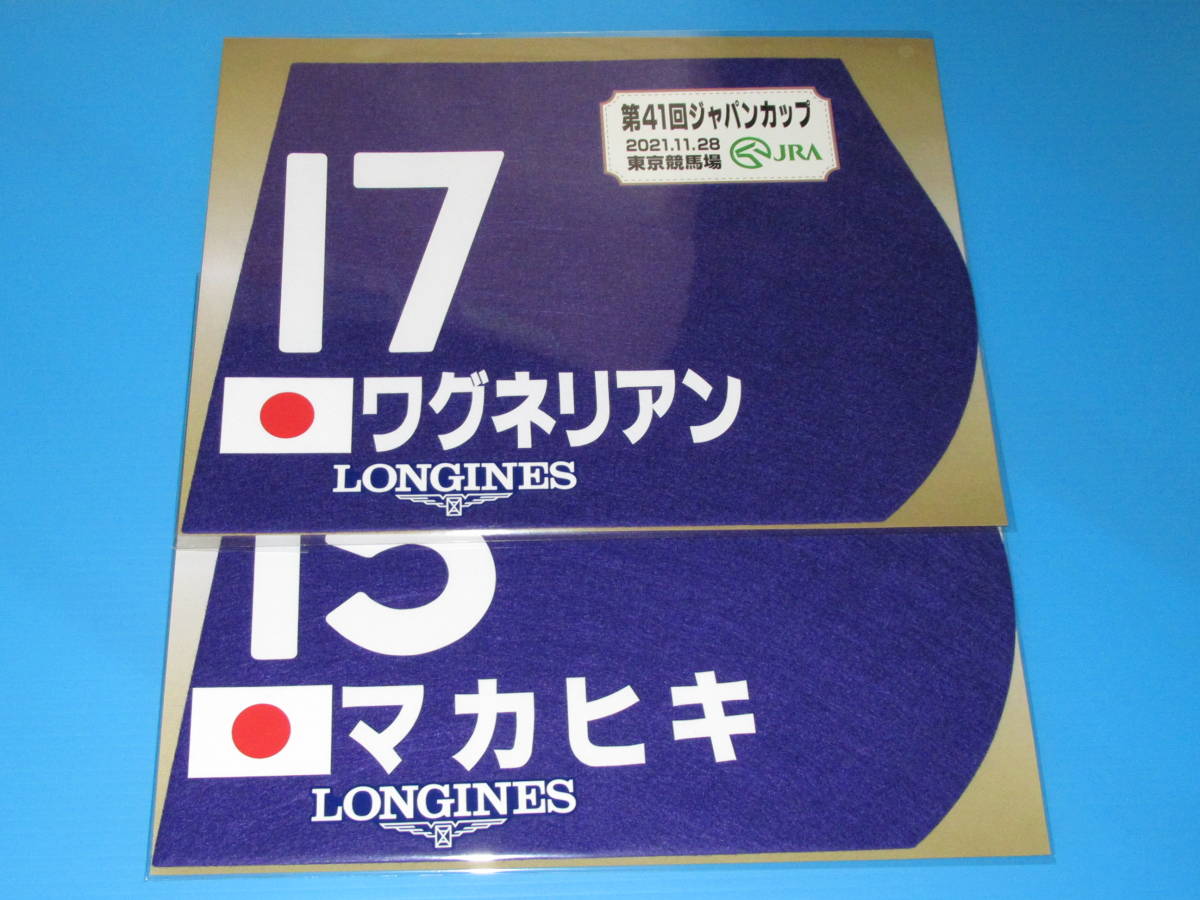 第41回ジャパンカップ
2021.11.28
東京競馬場
JRA
17
ワグネリアン
LONGINES
15
マカヒキ
LONGINES